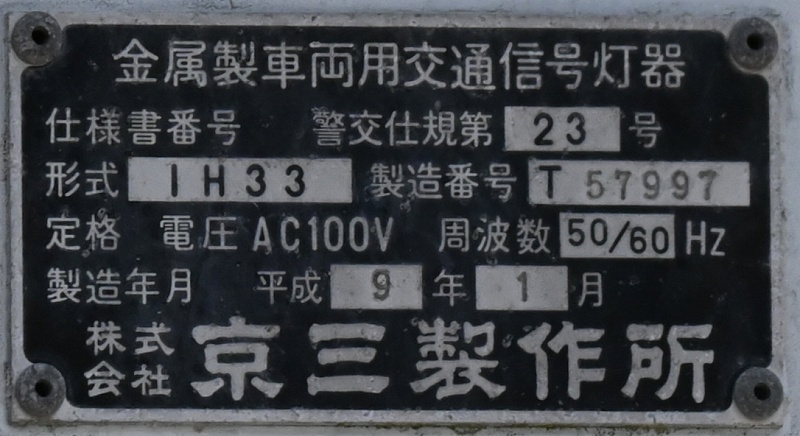 金属製車両用交通信号灯器
仕様書番号 警交仕規第 23 号
形式 1H33 製造番号 T 57997
定格 電圧 AC100V 周波数 50/60 Hz
製造年月 平成 9 年 1 月
株式会社 京三製作所